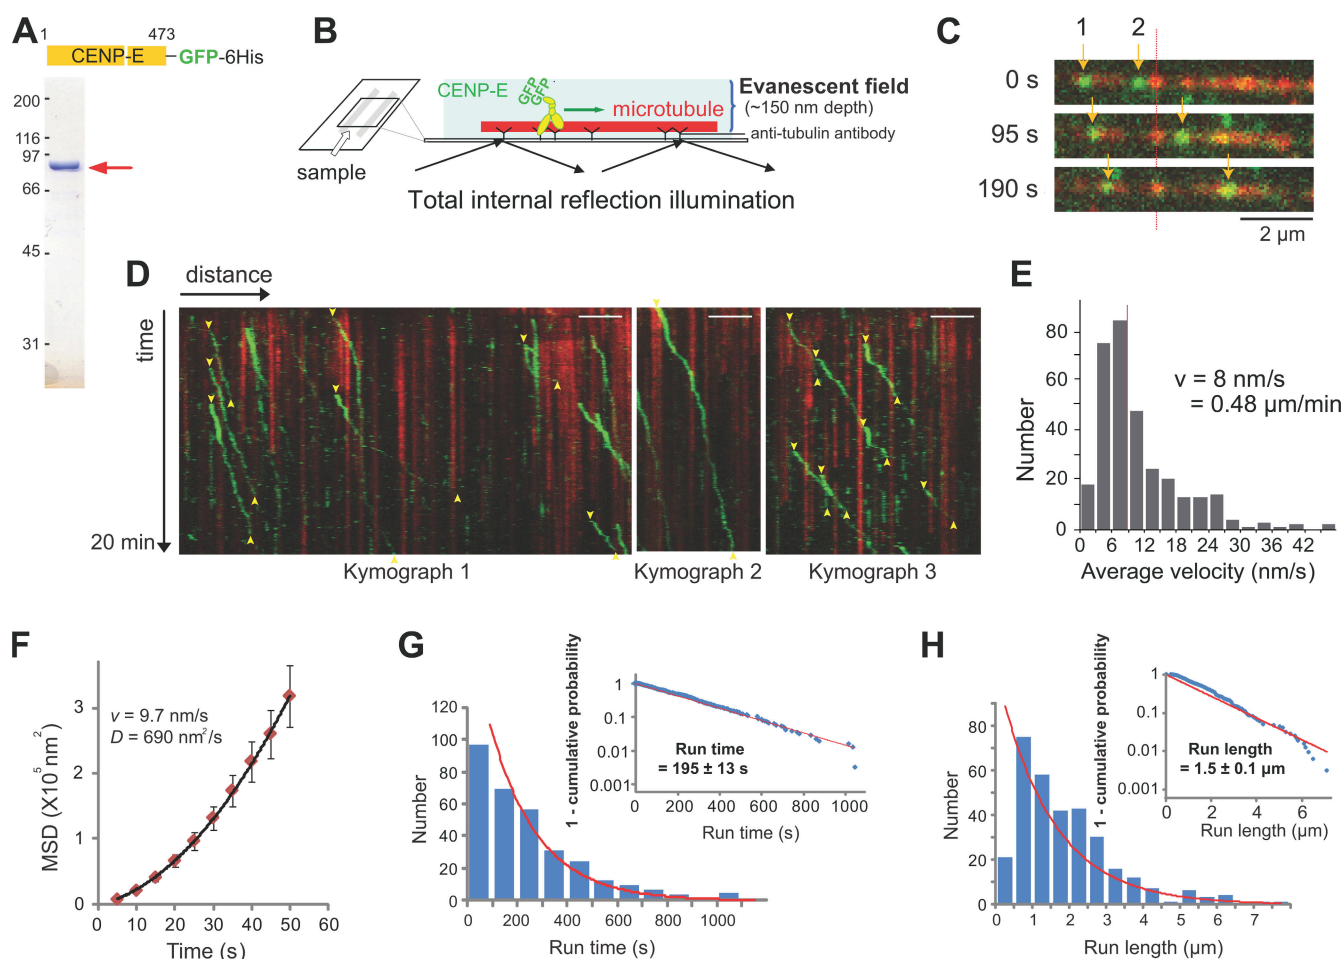 A
1 473
CENP-E
GFP-6His
200
116
97
66
45
31
B
CENP-E
GFP
GFP
microtubule
Evanescent field
(~150 nm depth)
anti-tubulin antibody
sample
Total internal reflection illumination
C
1 2
0 s
95 s
190 s
2 µm
D
distance
time
20 min
Kymograph 1
Kymograph 2
Kymograph 3
E
Number
80
60
40
20
0
v = 8 nm/s
= 0.48 µm/min
0 6 12 18 24 30 36 42
Average velocity (nm/s)
F
MSD (X10⁵ nm²)
3
2
1
0
v = 9.7 nm/s
D = 690 nm²/s
0 10 20 30 40 50 60
Time (s)
G
Number
120
100
80
60
40
20
0
0 200 400 600 800 1000
Run time (s)
1 - cumulative probability
1
0.1
0.01
0.001
Run time
= 195 ± 13 s
0 200 400 600 800 1000
Run time (s)
H
Number
80
60
40
20
0
0 1 2 3 4 5 6 7
Run length (µm)
1 - cumulative probability
1
0.1
0.01
0.001
Run length
= 1.5 ± 0.1 µm
0 2 4 6
Run length (µm)